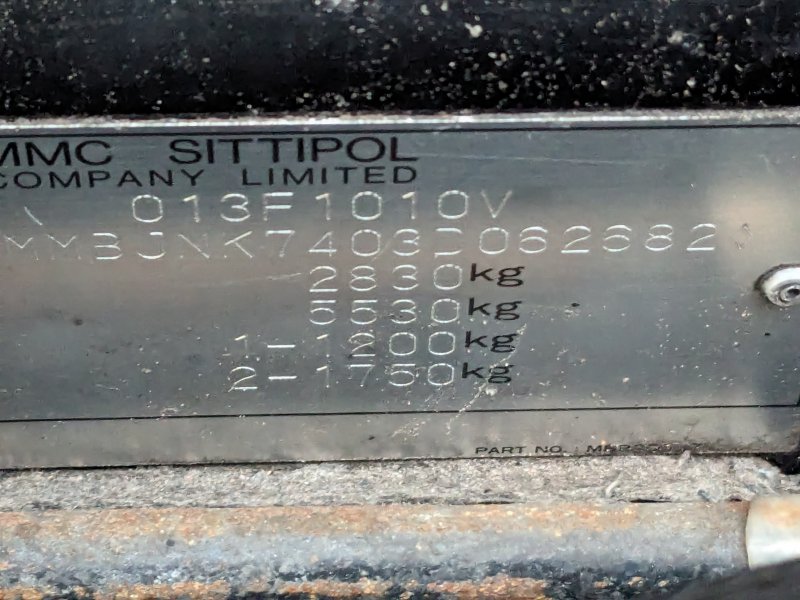 MMC SITTIPOL
COMPANY LIMITED
013F1010V
MMBJNK7403D062682
2830kg
5530kg
1-1200kg
2-1750kg
PART NO.